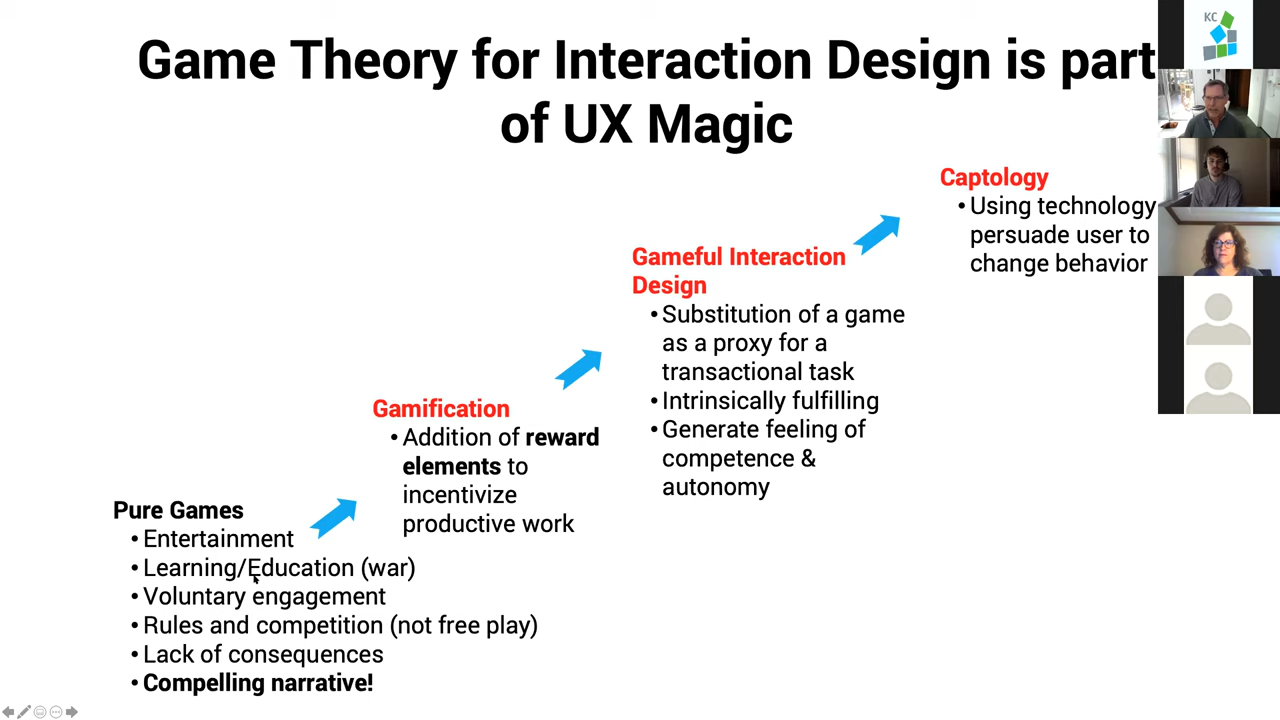 Game Theory for Interaction Design is part
of UX Magic
KC
Captology
• Using technology
persuade user to
change behavior
Gameful Interaction
Design
• Substitution of a game
as a proxy for a
transactional task
• Intrinsically fulfilling
• Generate feeling of
competence &
autonomy
Gamification
• Addition of reward
elements to
incentivize
productive work
Pure Games
• Entertainment
• Learning/Education (war)
• Voluntary engagement
• Rules and competition (not free play)
• Lack of consequences
• Compelling narrative!